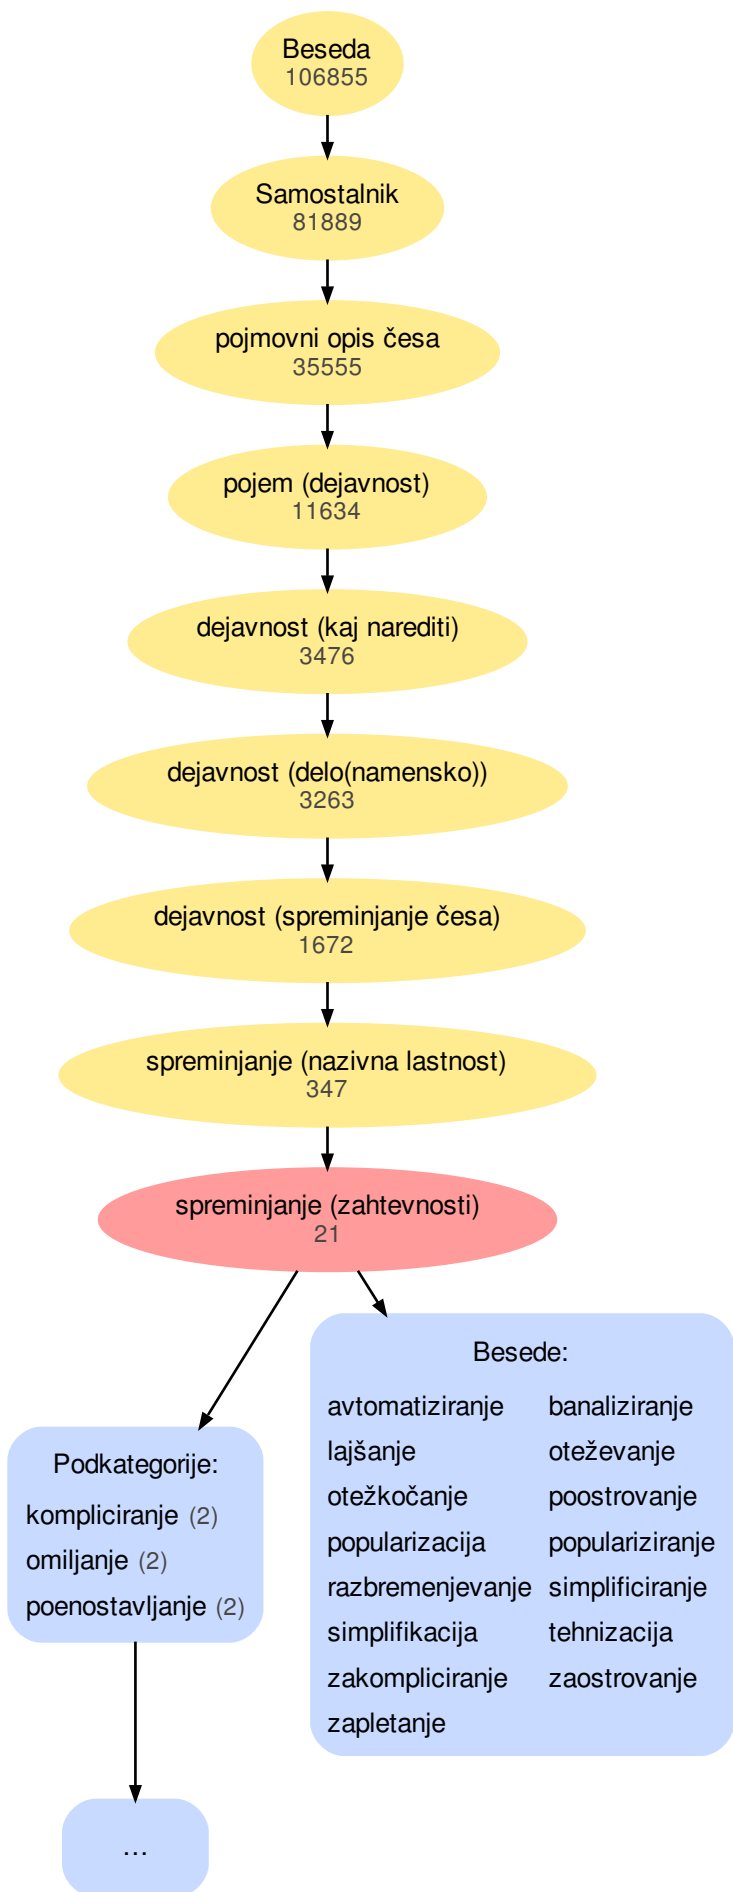 Beseda
106855
Samostalnik
81889
pojmovni opis česa
35555
pojem (dejavnost)
11634
dejavnost (kaj narediti)
3476
dejavnost (delo(namensko))
3263
dejavnost (spreminjanje česa)
1672
spreminjanje (nazivna lastnost)
347
spreminjanje (zahtevnosti)
21
Podkategorije:
kompliciranje (2)
omiljanje (2)
poenostavljanje (2)
...
Besede:
avtomatiziranje banaliziranje
lajšanje oteževanje
otežkočanje poostrovanje
popularizacija populariziranje
razbremenjevanje simplificiranje
simplifikacija tehnizacija
zakompliciranje zaostrovanje
zapletanje